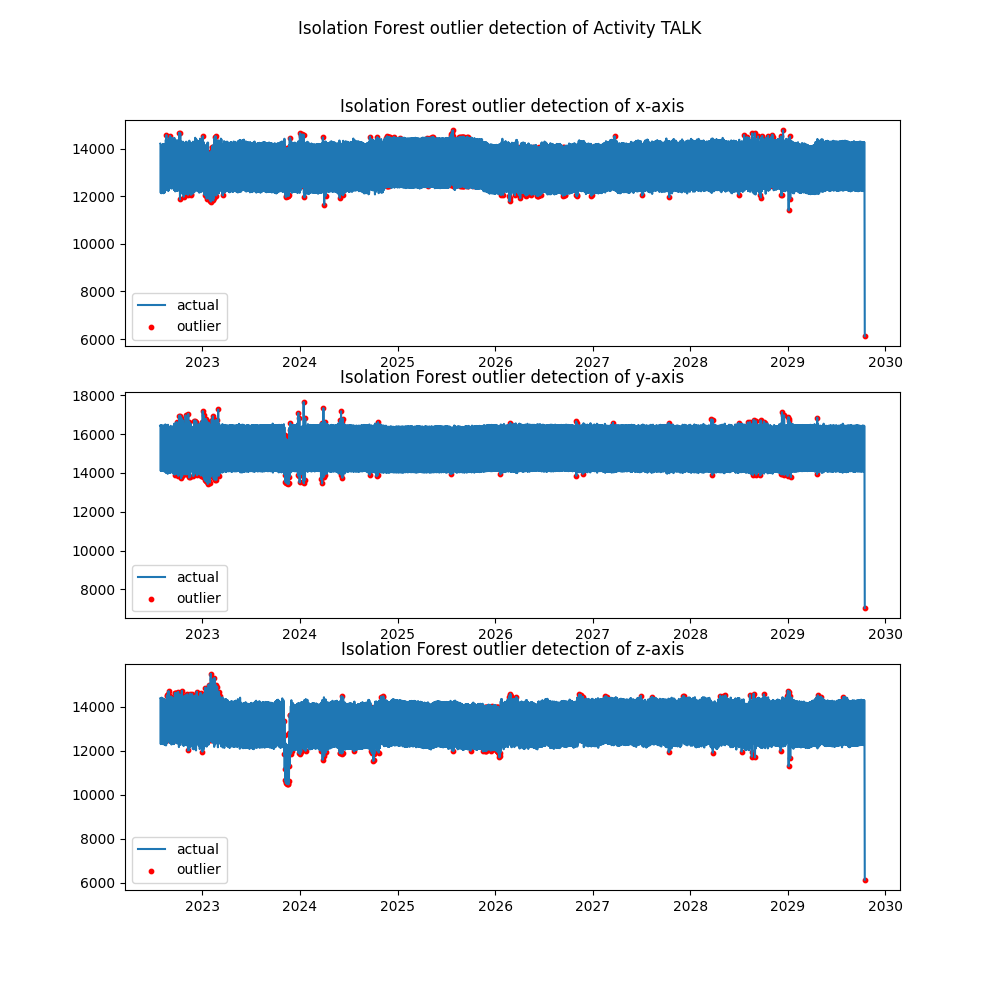 Isolation Forest outlier detection of Activity TALK
Isolation Forest outlier detection of x-axis
14000
12000
10000
8000
6000
actual
outlier
2023 2024 2025 2026 2027 2028 2029 2030
Isolation Forest outlier detection of y-axis
18000
16000
14000
12000
10000
8000
actual
outlier
2023 2024 2025 2026 2027 2028 2029 2030
Isolation Forest outlier detection of z-axis
14000
12000
10000
8000
6000
actual
outlier
2023 2024 2025 2026 2027 2028 2029 2030